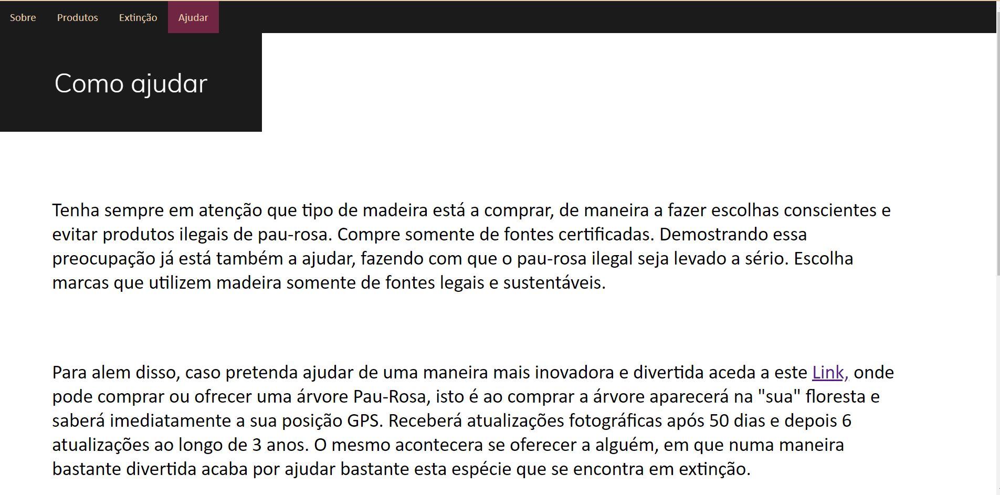 Sobre Produtos Extinção Ajudar
Como ajudar
Tenha sempre em atenção que tipo de madeira está a comprar, de maneira a fazer escolhas conscientes e
evitar produtos ilegais de pau-rosa. Compre somente de fontes certificadas. Demostrando essa
preocupação já está também a ajudar, fazendo com que o pau-rosa ilegal seja levado a sério. Escolha
marcas que utilizem madeira somente de fontes legais e sustentáveis.
Para alem disso, caso pretenda ajudar de uma maneira mais inovadora e divertida aceda a este Link, onde
pode comprar ou ofrecer uma árvore Pau-Rosa, isto é ao comprar a árvore aparecerá na "sua" floresta e
saberá imediatamente a sua posição GPS. Receberá atualizações fotográficas após 50 dias e depois 6
atualizações ao longo de 3 anos. O mesmo acontecera se oferecer a alguém, em que numa maneira
bastante divertida acaba por ajudar bastante esta espécie que se encontra em extinção.